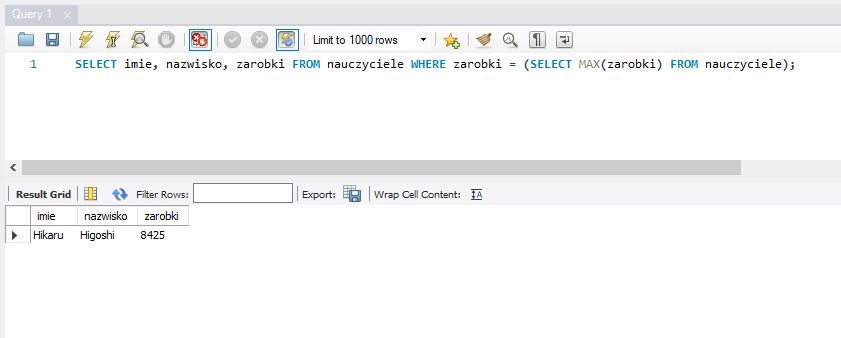 Query 1
Limit to 1000 rows
1 SELECT imie, nazwisko, zarobki FROM nauczyciele WHERE zarobki = (SELECT MAX(zarobki) FROM nauczyciele);
Result Grid Filter Rows: Export: Wrap Cell Content:
imie nazwisko zarobki
Hikaru Higoshi 8425